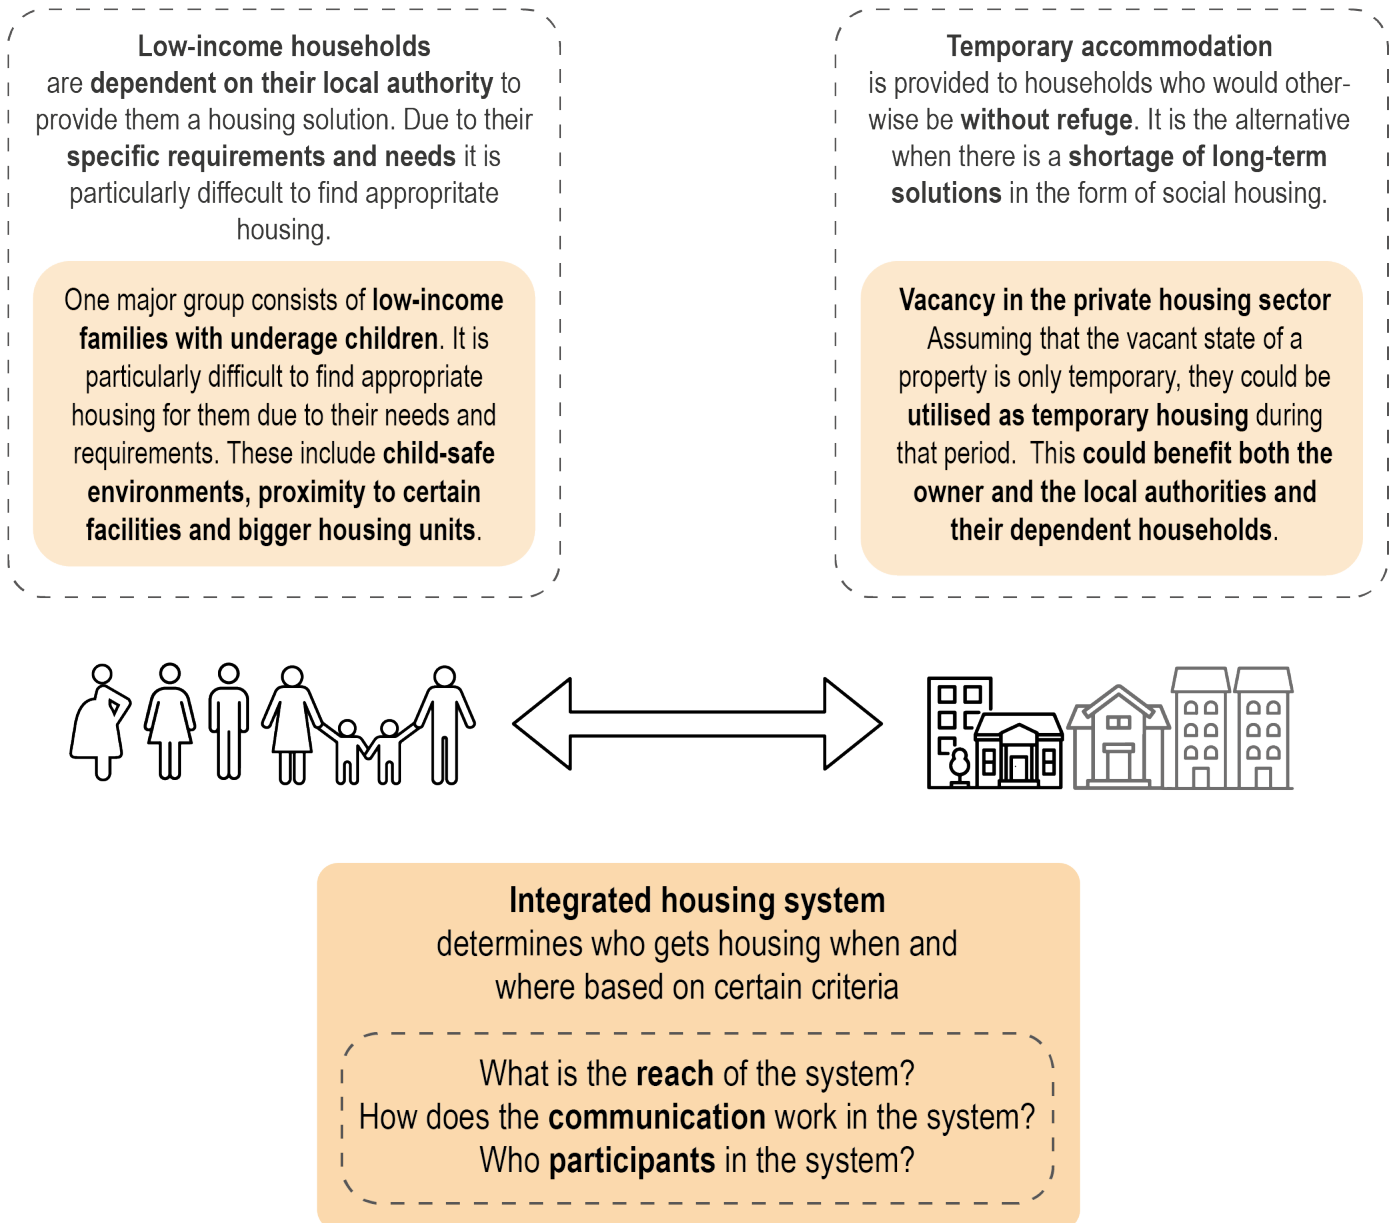 Low-income households
are dependent on their local authority to
provide them a housing solution. Due to their
specific requirements and needs it is
particularly diffecult to find appropritate
housing.
One major group consists of low-income
families with underage children. It is
particularly difficult to find appropriate
housing for them due to their needs and
requirements. These include child-safe
environments, proximity to certain
facilities and bigger housing units.
Temporary accommodation
is provided to households who would other-
wise be without refuge. It is the alternative
when there is a shortage of long-term
solutions in the form of social housing.
Vacancy in the private housing sector
Assuming that the vacant state of a
property is only temporary, they could be
utilised as temporary housing during
that period.  This could benefit both the
owner and the local authorities and
their dependent households.
Integrated housing system
determines who gets housing when and
where based on certain criteria
What is the reach of the system?
How does the communication work in the system?
Who participants in the system?